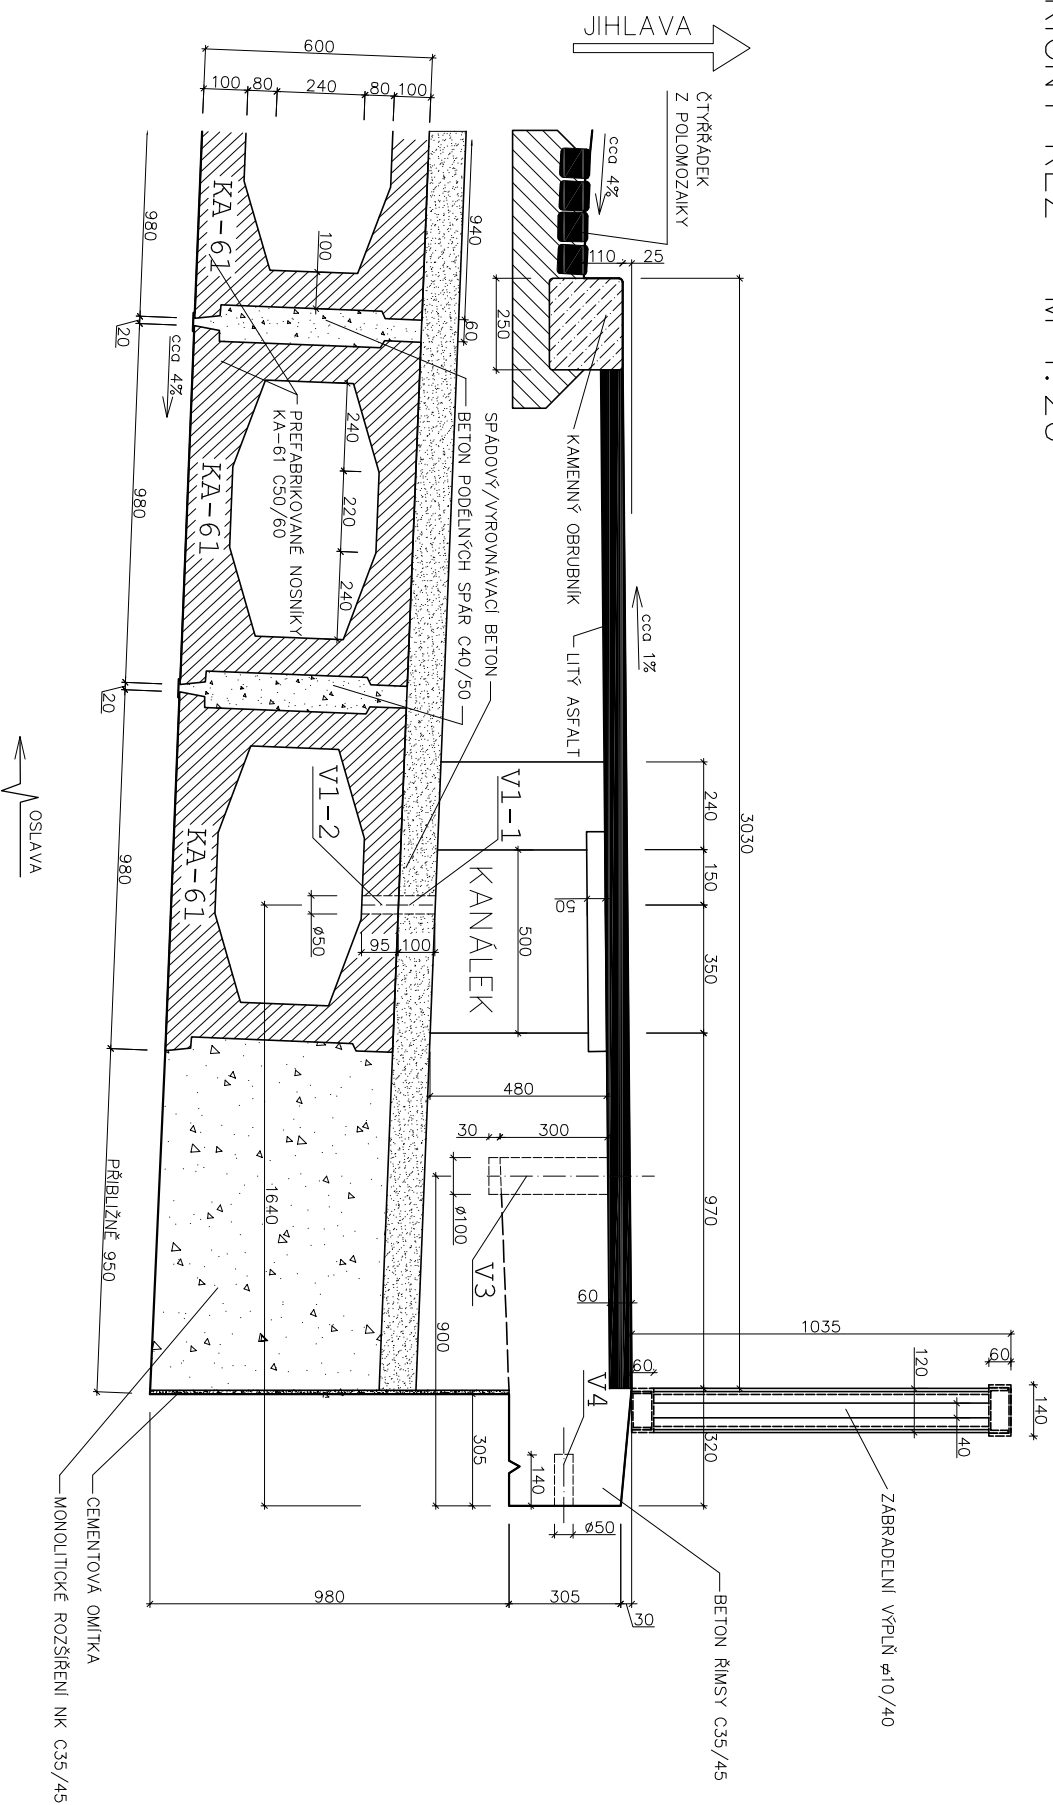 M 1:20
JIHLAVA
ČTYŘŘÁDEK
Z POLOMOZAIKY
cca 4%
110
25
250
600
100
80
240
80
100
980
940
KA-61
100
60
20
cca 4%
KAMENNÝ OBRUBNÍK
LITÝ ASFALT
SPÁDOVÝ/VYROVNÁVACÍ BETON
BETON PODÉLNÝCH SPÁR C40/50
PREFABRIKOVANÉ NOSNÍKY
KA-61 C50/60
240
220
240
KA-61
980
20
cca 1%
OSLAVA
3030
240
150
350
970
320
V1-1
V1-2
KANÁLEK
500
50
ø50
95
100
KA-61
980
480
30
300
ø100
V3
1640
900
PŘIBLIŽNĚ 950
60
60
1035
120
60
140
40
V4
140
305
ø50
980
305
30
ZÁBRADELNÍ VÝPLŇ ⌀10/40
BETON ŘÍMSY C35/45
CEMENTOVÁ OMÍTKA
MONOLITICKÉ ROZŠÍŘENÍ NK C35/45